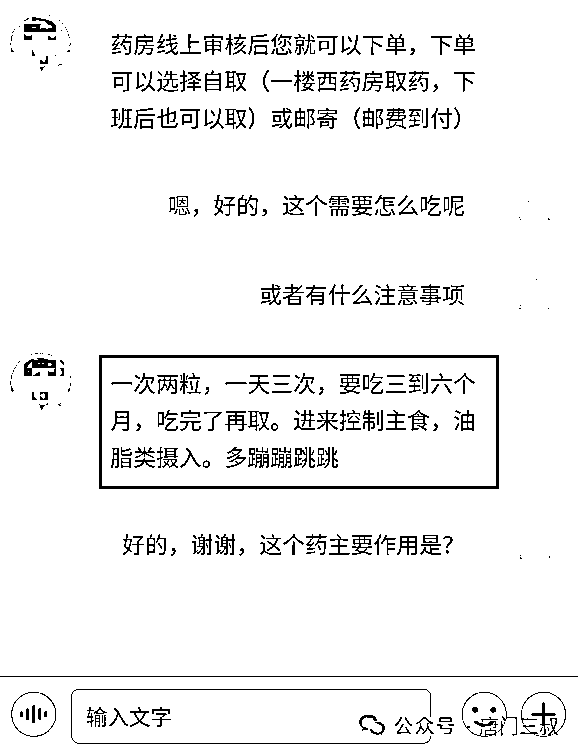 药房线上审核后您就可以下单，下单
可以选择自取（一楼西药房取药，下
班后也可以取）或邮寄（邮费到付）
嗯，好的，这个需要怎么吃呢
或者有什么注意事项
一次两粒，一天三次，要吃三到六个
月，吃完了再取。进来控制主食，油
脂类摄入。多蹦蹦跳跳
好的，谢谢，这个药主要作用是？
输入文字
公众号·唐门三叔